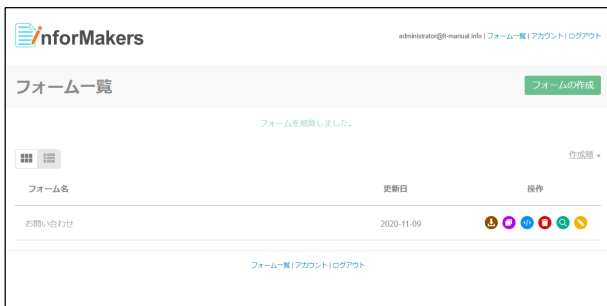 InforMakers
administrator@lt-manual.info | フォーム一覧 | アカウント | ログアウト
フォーム一覧
フォームの作成
フォームを削除しました。
作成順
フォーム名 更新日 操作
お問い合わせ 2020-11-09
フォーム一覧 | アカウント | ログアウト